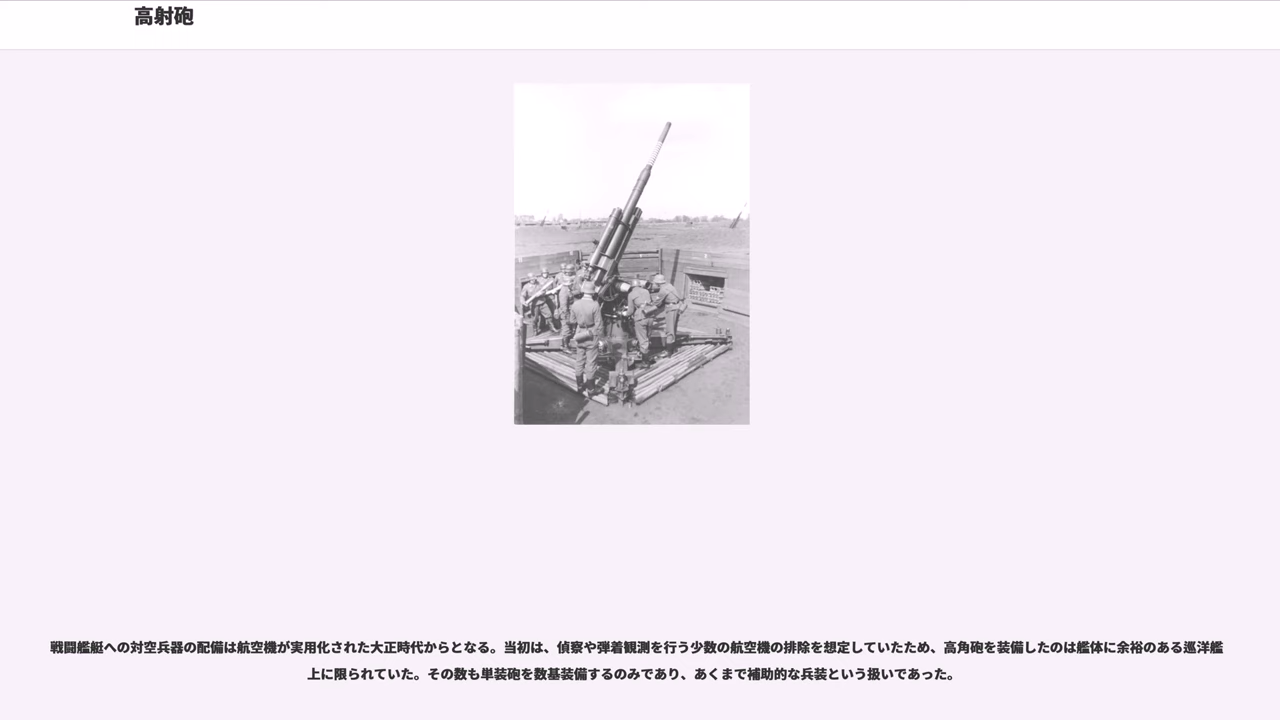 高射砲
戦闘艦艇への対空兵器の配備は航空機が実用化された大正時代からとなる。当初は、偵察や弾着観測を行う少数の航空機の排除を想定していたため、高角砲を装備したのは艦体に余裕のある巡洋艦
上に限られていた。その数も単装砲を数基装備するのみであり、あくまで補助的な兵装という扱いであった。